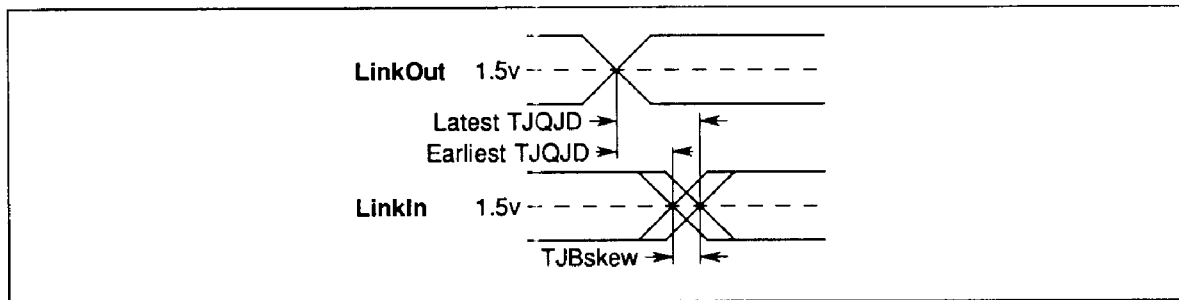 LinkOut 1.5v
Latest TJQJD
Earliest TJQJD
LinkIn 1.5v
TJBskew